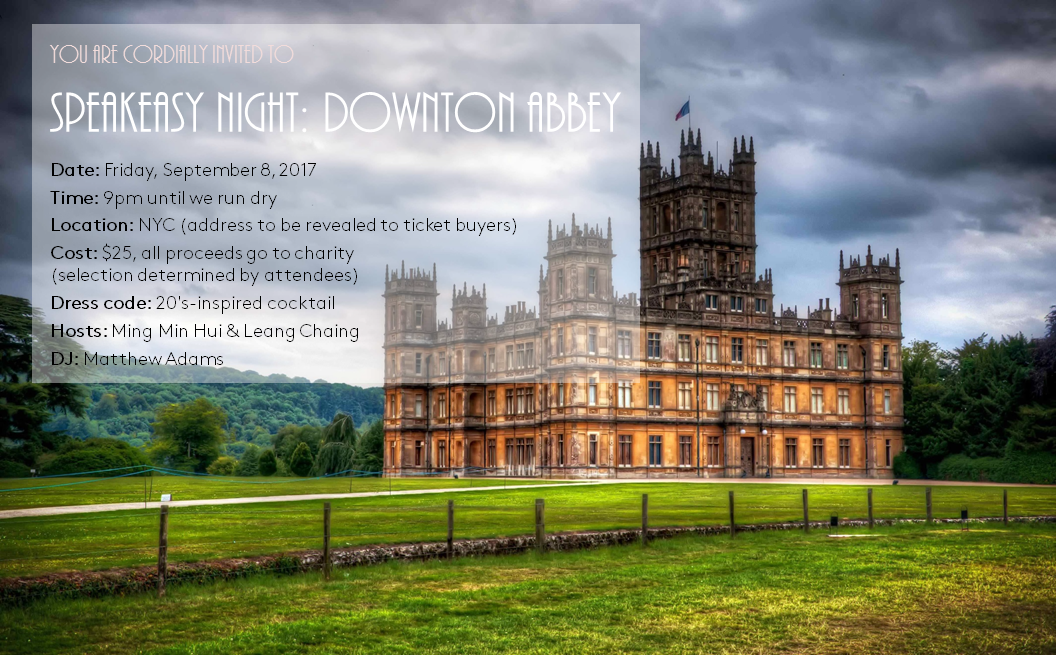 YOU ARE CORDIALLY INVITED TO
SPEAKEASY NIGHT: DOWNTON ABBEY
Date: Friday, September 8, 2017
Time: 9pm until we run dry
Location: NYC (address to be revealed to ticket buyers)
Cost: $25, all proceeds go to charity
(selection determined by attendees)
Dress code: 20's-inspired cocktail
Hosts: Ming Min Hui & Leang Chaing
DJ: Matthew Adams